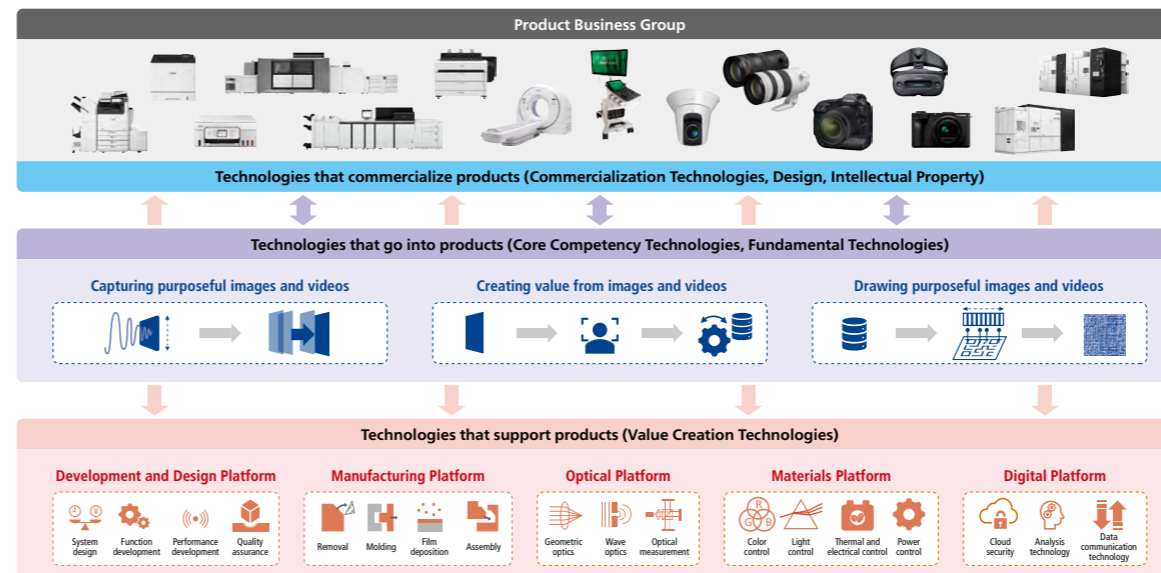 Product Business Group
Technologies that commercialize products (Commercialization Technologies, Design, Intellectual Property)
Technologies that go into products (Core Competency Technologies, Fundamental Technologies)
Capturing purposeful images and videos
Creating value from images and videos
Drawing purposeful images and videos
Technologies that support products (Value Creation Technologies)
Development and Design Platform
System
design
Function
development
Performance
development
Quality
assurance
Manufacturing Platform
Removal
Molding
Film
deposition
Assembly
Optical Platform
Geometric
optics
Wave
optics
Optical
measurement
Materials Platform
R
G
B
Color
control
Light
control
Thermal and
electrical control
Power
control
Digital Platform
Cloud
security
Analysis
technology
Data
communication
technology